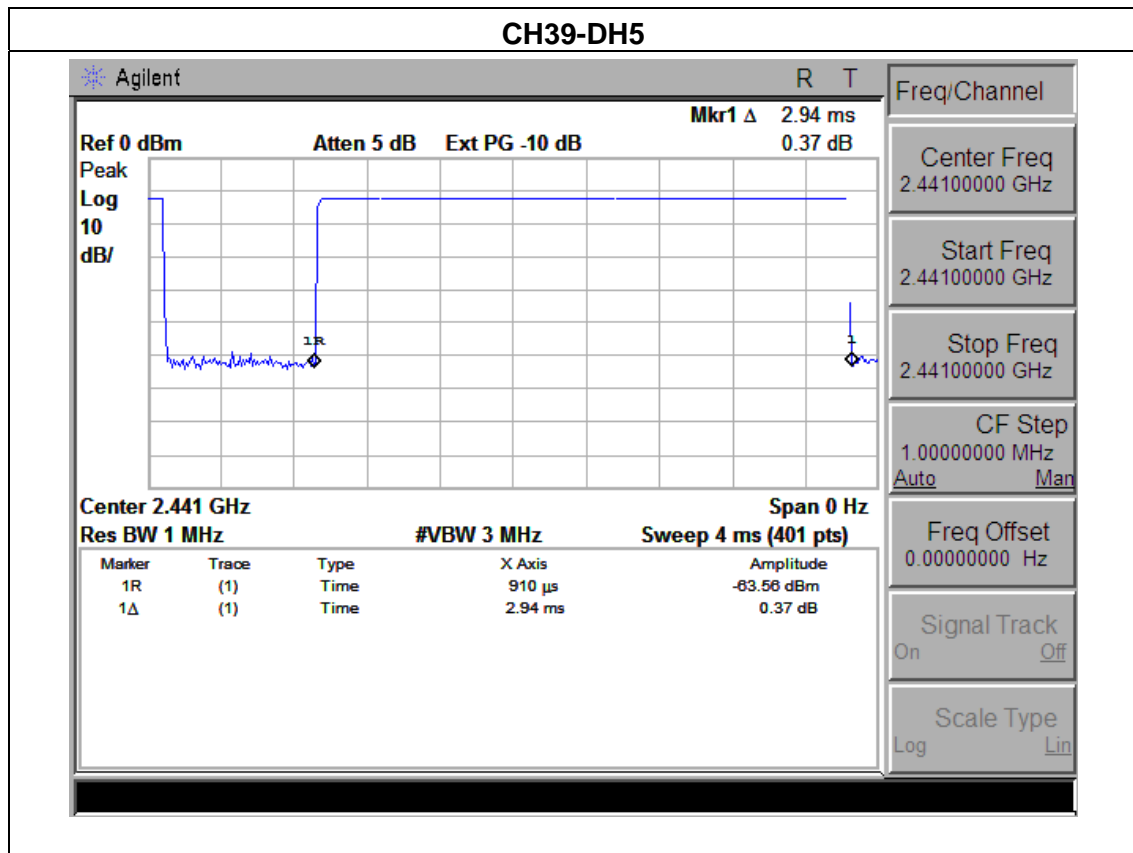 CH39-DH5
Agilent R T
Mkr1 Δ 2.94 ms
Ref 0 dBm Atten 5 dB Ext PG -10 dB 0.37 dB
Peak
Log
10
dB/
1R
1
Center 2.441 GHz Span 0 Hz
Res BW 1 MHz #VBW 3 MHz Sweep 4 ms (401 pts)
Marker Trace Type X Axis Amplitude
1R (1) Time 910 µs -63.56 dBm
1Δ (1) Time 2.94 ms 0.37 dB
Freq/Channel
Center Freq
2.44100000 GHz
Start Freq
2.44100000 GHz
Stop Freq
2.44100000 GHz
CF Step
1.00000000 MHz
Auto Man
Freq Offset
0.00000000 Hz
Signal Track
On Off
Scale Type
Log Lin